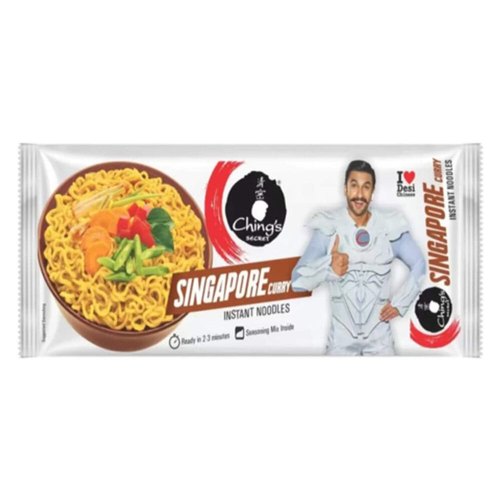 Ching's
SECRET
SINGAPORE CURRY
INSTANT NOODLES
Ready in 2-3 minutes
Seasoning Mix Inside
I ♥
Desi
Chinese
SINGAPORE CURRY
INSTANT NOODLES
Ching's